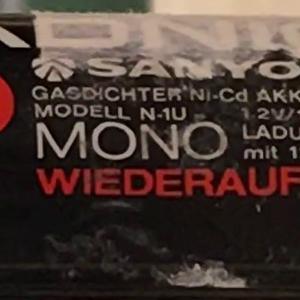 SANYO
GASDICHTER Ni-Cd AKK
MODELL N-1U 1.2V/
MONO LADU
mit 1
WIEDERAUF